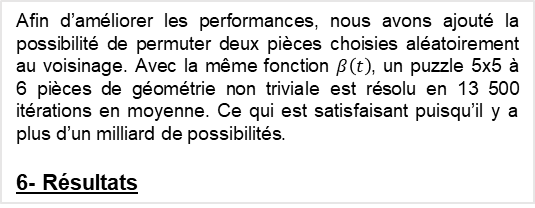 Afin d’améliorer les performances, nous avons ajouté la
possibilité de permuter deux pièces choisies aléatoirement
au voisinage. Avec la même fonction 𝛽(𝑡), un puzzle 5x5 à
6 pièces de géométrie non triviale est résolu en 13 500
itérations en moyenne. Ce qui est satisfaisant puisqu’il y a
plus d’un milliard de possibilités.
6- Résultats